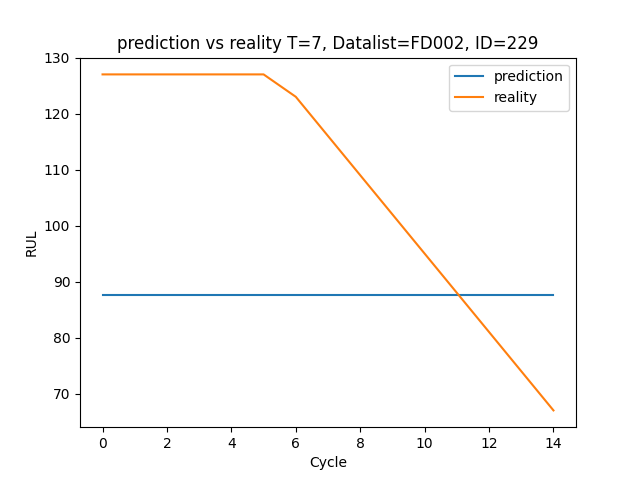 prediction vs reality T=7, Datalist=FD002, ID=229
prediction
reality
RUL
130
120
110
100
90
80
70
0 2 4 6 8 10 12 14
Cycle